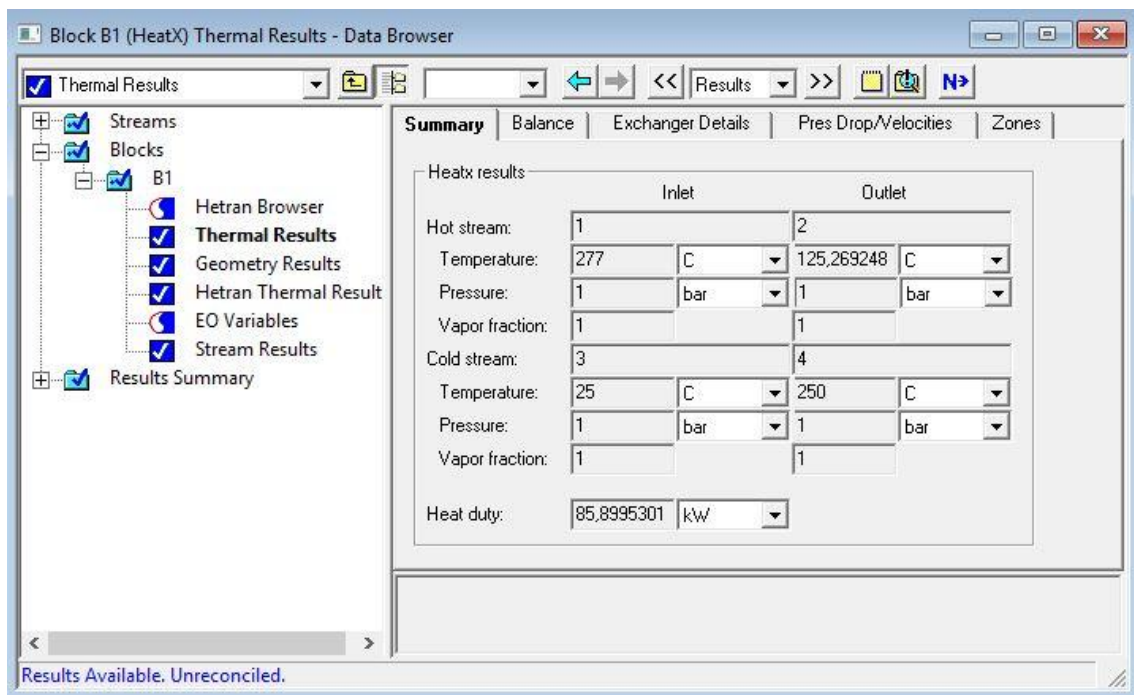 Block B1 (HeatX) Thermal Results - Data Browser
Thermal Results
<< Results >> N>
Streams
Blocks
B1
Hetran Browser
Thermal Results
Geometry Results
Hetran Thermal Result
EO Variables
Stream Results
Results Summary
Summary Balance Exchanger Details Pres Drop/Velocities Zones
Heatx results
Inlet Outlet
Hot stream: 1 2
Temperature: 277 C 125,269248 C
Pressure: 1 bar 1 bar
Vapor fraction: 1 1
Cold stream: 3 4
Temperature: 25 C 250 C
Pressure: 1 bar 1 bar
Vapor fraction: 1 1
Heat duty: 85,8995301 kW
Results Available. Unreconciled.